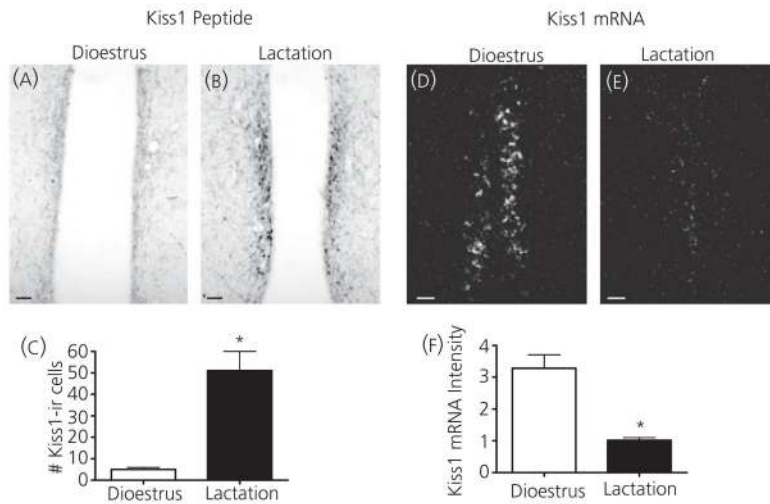 Kiss1 Peptide
Kiss1 mRNA
Dioestrus
Lactation
Dioestrus
Lactation
(A)
(B)
(D)
(E)
(C)
# Kiss1-ir cells
60
50
40
30
20
10
0
*
Dioestrus
Lactation
(F)
Kiss1 mRNA Intensity
4
3
2
1
0
*
Dioestrus
Lactation